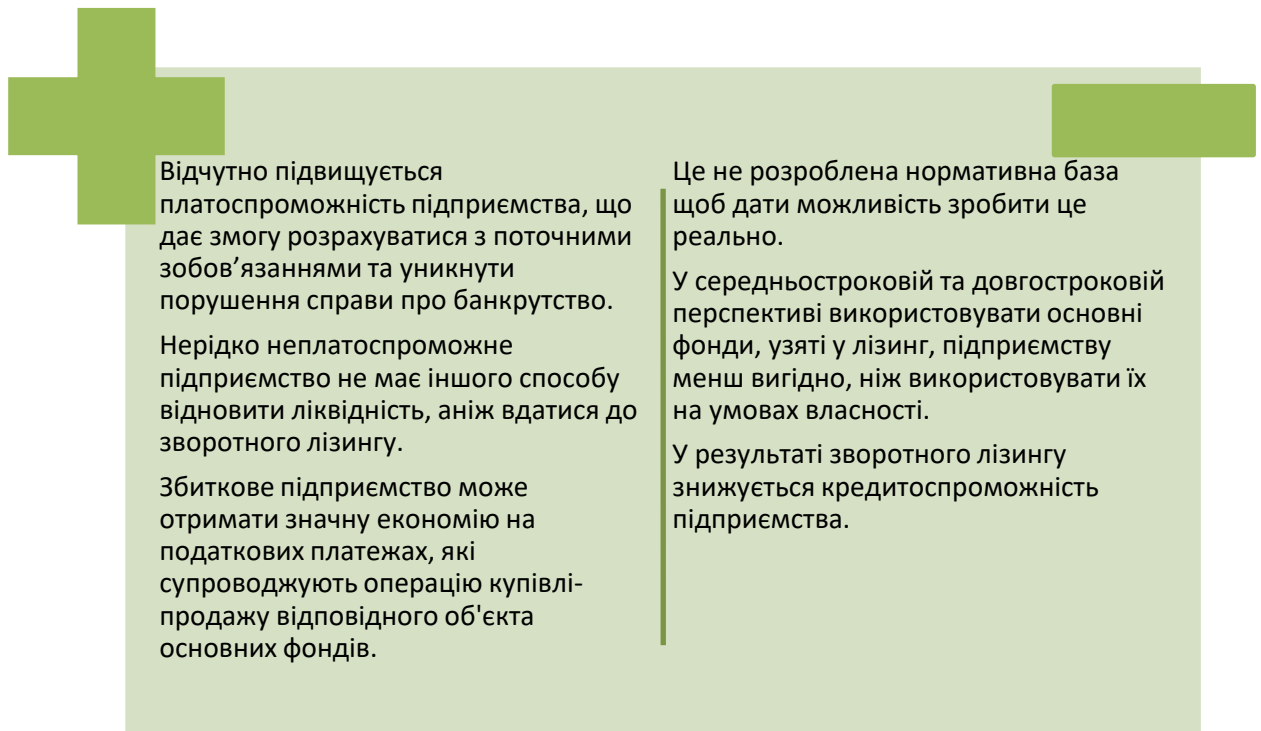 Відчутно підвищується
платоспроможність підприємства, що
дає змогу розрахуватися з поточними
зобов’язаннями та уникнути
порушення справи про банкрутство.
Нерідко неплатоспроможне
підприємство не має іншого способу
відновити ліквідність, аніж вдатися до
зворотного лізингу.
Збиткове підприємство може
отримати значну економію на
податкових платежах, які
супроводжують операцію купівлі-
продажу відповідного об'єкта
основних фондів.
Це не розроблена нормативна база
щоб дати можливість зробити це
реально.
У середньостроковій та довгостроковій
перспективі використовувати основні
фонди, узяті у лізинг, підприємству
менш вигідно, ніж використовувати їх
на умовах власності.
У результаті зворотного лізингу
знижується кредитоспроможність
підприємства.